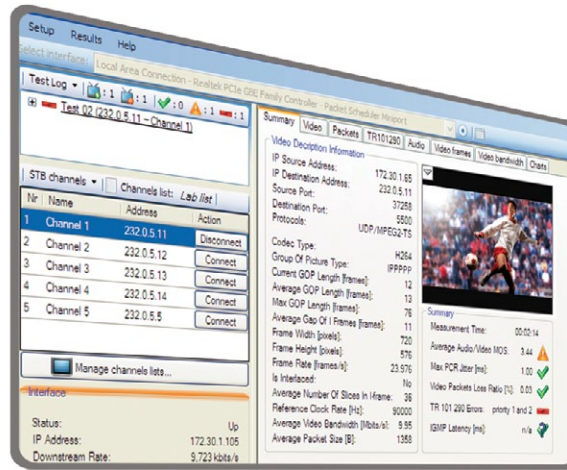 Setup Results Help
Select interface: Local Area Connection - Realtek PCIe GBE Family Controller - Packet Scheduler Miniport
Test Log :1 :1 :0 :1 :1
Test 02 (232.0.5.11 - Channel 1)
STB channels Channels list: Lab list
Nr Name Address Action
1 Channel 1 232.0.5.11 Disconnect
2 Channel 2 232.0.5.12 Connect
3 Channel 3 232.0.5.13 Connect
4 Channel 4 232.0.5.14 Connect
5 Channel 5 232.0.5.5 Connect
Manage channels lists...
Interface
Status: Up
IP Address: 172.30.1.105
Downstream Rate: 9,723 kbits/s
Summary Video Packets TR101290 Audio Video frames Video bandwidth Charts
Video Decription Information
IP Source Address: 172.30.1.65
IP Destination Address: 232.0.5.11
Source Port: 37258
Destination Port: 5500
Protocols: UDP/MPEG2-TS
Codec Type: H264
Group Of Picture Type: IPPPPP
Current GOP Length [frames]: 12
Average GOP Length [frames]: 13
Max GOP Length [frames]: 76
Average Gap Of I Frames [frames]: 11
Frame Width [pixels]: 720
Frame Height [pixels]: 576
Frame Rate [frames/s]: 23.976
Is Interlaced: No
Average Number Of Slices In I-frame: 36
Reference Clock Rate [Hz]: 90000
Average Video Bandwidth [Mbits/s]: 9.95
Average Packet Size [B]: 1358
Summary
Measurement Time: 00:02:14
Average Audio/Video MOS: 3.44
Max PCR Jitter [ms]: 1.00
Video Packets Loss Ratio [%]: 0.03
TR 101 290 Errors: priority 1 and 2
IGMP Latency [ms]: n/a